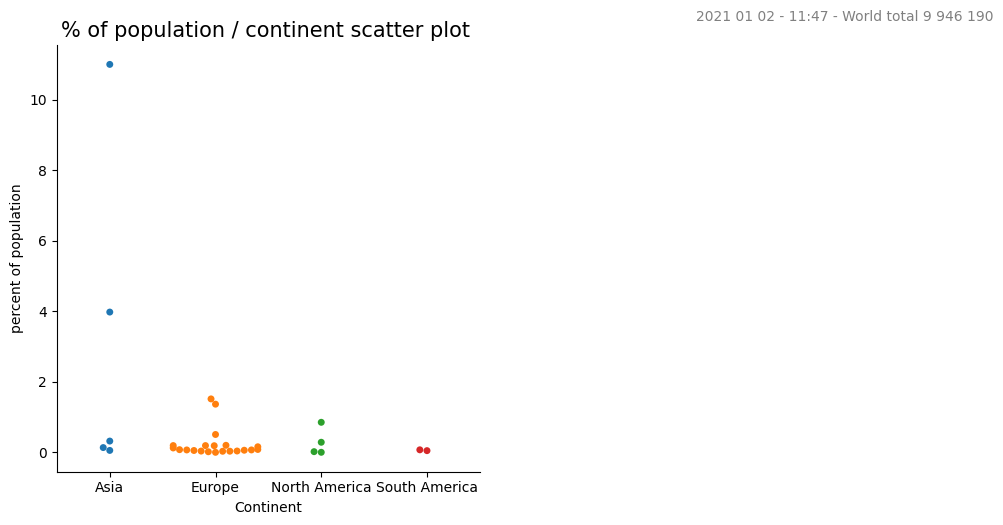 2021 01 02 - 11:47 - World total 9 946 190
% of population / continent scatter plot
percent of population
10
8
6
4
2
0
Asia Europe North America South America
Continent